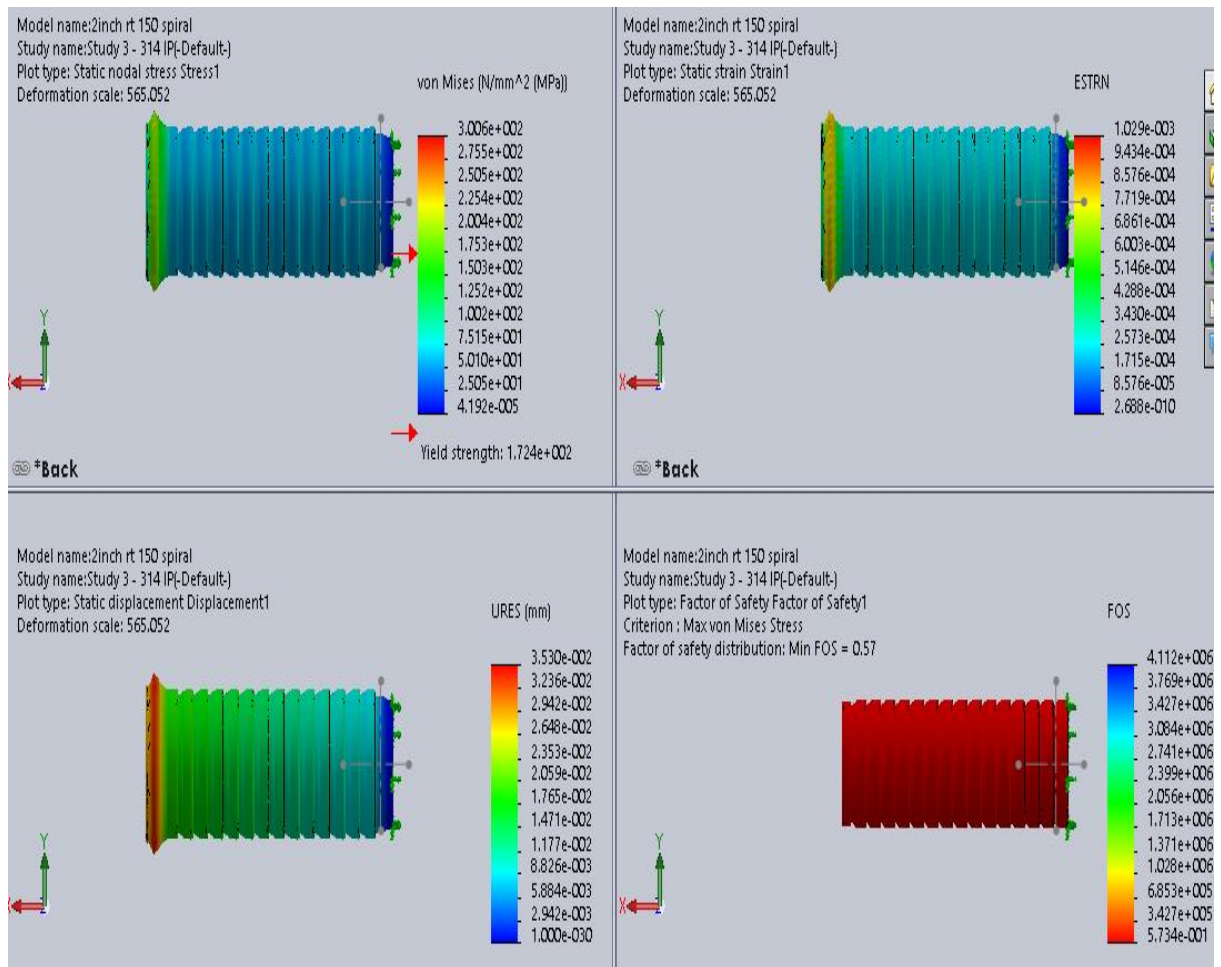 Model name:2inch rt 150 spiral
Study name:Study 3 - 314 IP(-Default-)
Plot type: Static nodal stress Stress1
Deformation scale: 565.052
von Mises (N/mm^2 (MPa))
3.006e+002
2.755e+002
2.505e+002
2.254e+002
2.004e+002
1.753e+002
1.503e+002
1.252e+002
1.002e+002
7.515e+001
5.010e+001
2.505e+001
4.192e-005
Yield strength: 1.724e+002
Y
X
Z
*Back
Model name:2inch rt 150 spiral
Study name:Study 3 - 314 IP(-Default-)
Plot type: Static strain Strain1
Deformation scale: 565.052
ESTRN
1.029e-003
9.434e-004
8.576e-004
7.719e-004
6.861e-004
6.003e-004
5.146e-004
4.288e-004
3.430e-004
2.573e-004
1.715e-004
8.576e-005
2.688e-010
Y
X
Z
*Back
Model name:2inch rt 150 spiral
Study name:Study 3 - 314 IP(-Default-)
Plot type: Static displacement Displacement1
Deformation scale: 565.052
URES (mm)
3.530e-002
3.236e-002
2.942e-002
2.648e-002
2.353e-002
2.059e-002
1.765e-002
1.471e-002
1.177e-002
8.826e-003
5.884e-003
2.942e-003
1.000e-030
Y
X
Z
Model name:2inch rt 150 spiral
Study name:Study 3 - 314 IP(-Default-)
Plot type: Factor of Safety Factor of Safety1
Criterion : Max von Mises Stress
Factor of safety distribution: Min FOS = 0.57
FOS
4.112e+006
3.769e+006
3.427e+006
3.084e+006
2.741e+006
2.399e+006
2.056e+006
1.713e+006
1.371e+006
1.028e+006
6.853e+005
3.427e+005
5.734e-001
Y
X
Z